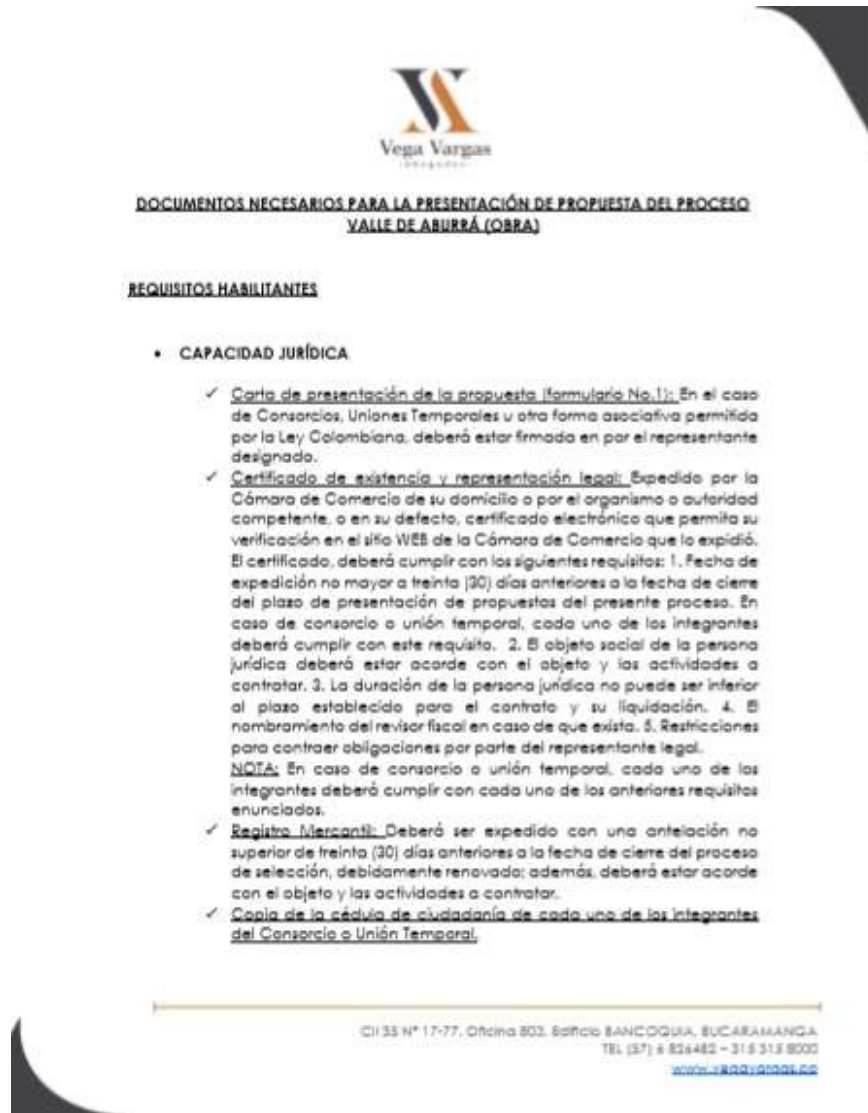 Vega Vargas
abogados
DOCUMENTOS NECESARIOS PARA LA PRESENTACIÓN DE PROPUESTA DEL PROCESO
VALLE DE ABURRÁ (OBRA)
REQUISITOS HABILITANTES
• CAPACIDAD JURÍDICA
✓ Carta de presentación de la propuesta (formulario No.1): En el caso
de Consorcios, Uniones Temporales u otra forma asociativa permitida
por la Ley Colombiana, deberá estar firmada en por el representante
designado.
✓ Certificado de existencia y representación legal: Expedido por la
Cámara de Comercio de su domicilio o por el organismo o autoridad
competente, o en su defecto, certificado electrónico que permita su
verificación en el sitio WEB de la Cámara de Comercio que lo expidió.
El certificado, deberá cumplir con los siguientes requisitos: 1. Fecha de
expedición no mayor a treinta (30) días anteriores a la fecha de cierre
del plazo de presentación de propuestas del presente proceso. En
caso de consorcio o unión temporal, cada uno de los integrantes
deberá cumplir con este requisito. 2. El objeto social de la persona
jurídica deberá estar acorde con el objeto y las actividades a
contratar. 3. La duración de la persona jurídica no puede ser inferior
al plazo establecido para el contrato y su liquidación. 4. El
nombramiento del revisor fiscal en caso de que exista. 5. Restricciones
para contraer obligaciones por parte del representante legal.
NOTA: En caso de consorcio o unión temporal, cada uno de los
integrantes deberá cumplir con cada uno de los anteriores requisitos
enunciados.
✓ Registro Mercantil: Deberá ser expedido con una antelación no
superior de treinta (30) días anteriores a la fecha de cierre del proceso
de selección, debidamente renovado; además, deberá estar acorde
con el objeto y las actividades a contratar.
✓ Copia de la cédula de ciudadanía de cada uno de los integrantes
del Consorcio o Unión Temporal.
Cll 35 N° 17-77. Oficina 803. Edificio BANCOQUIA, BUCARAMANGA
TEL (57) 6 826482 – 315 315 8000
www.vegavargas.co